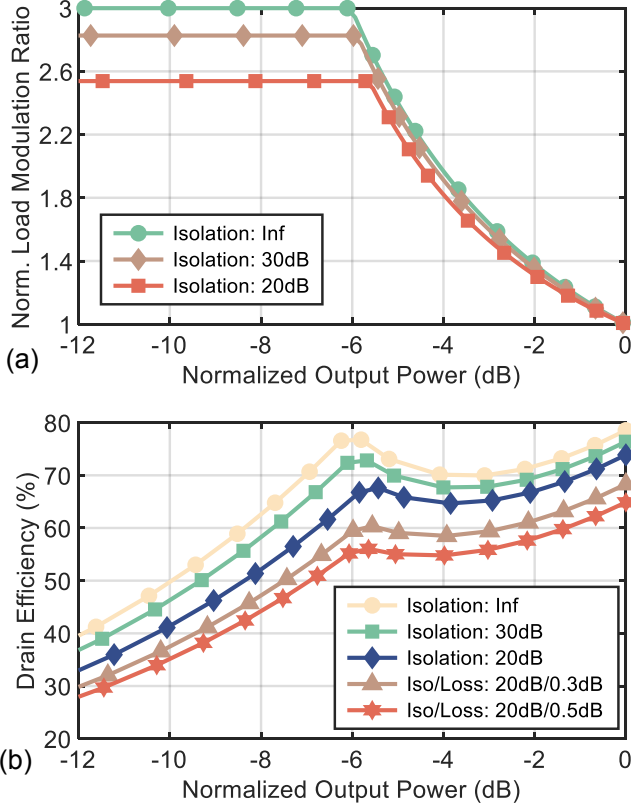 Norm. Load Modulation Ratio
3
2.6
2.2
1.8
1.4
1
Isolation: Inf
Isolation: 30dB
Isolation: 20dB
-12 -10 -8 -6 -4 -2 0
(a)
Normalized Output Power (dB)
Drain Efficiency (%)
80
70
60
50
40
30
20
Isolation: Inf
Isolation: 30dB
Isolation: 20dB
Iso/Loss: 20dB/0.3dB
Iso/Loss: 20dB/0.5dB
-12 -10 -8 -6 -4 -2 0
(b)
Normalized Output Power (dB)